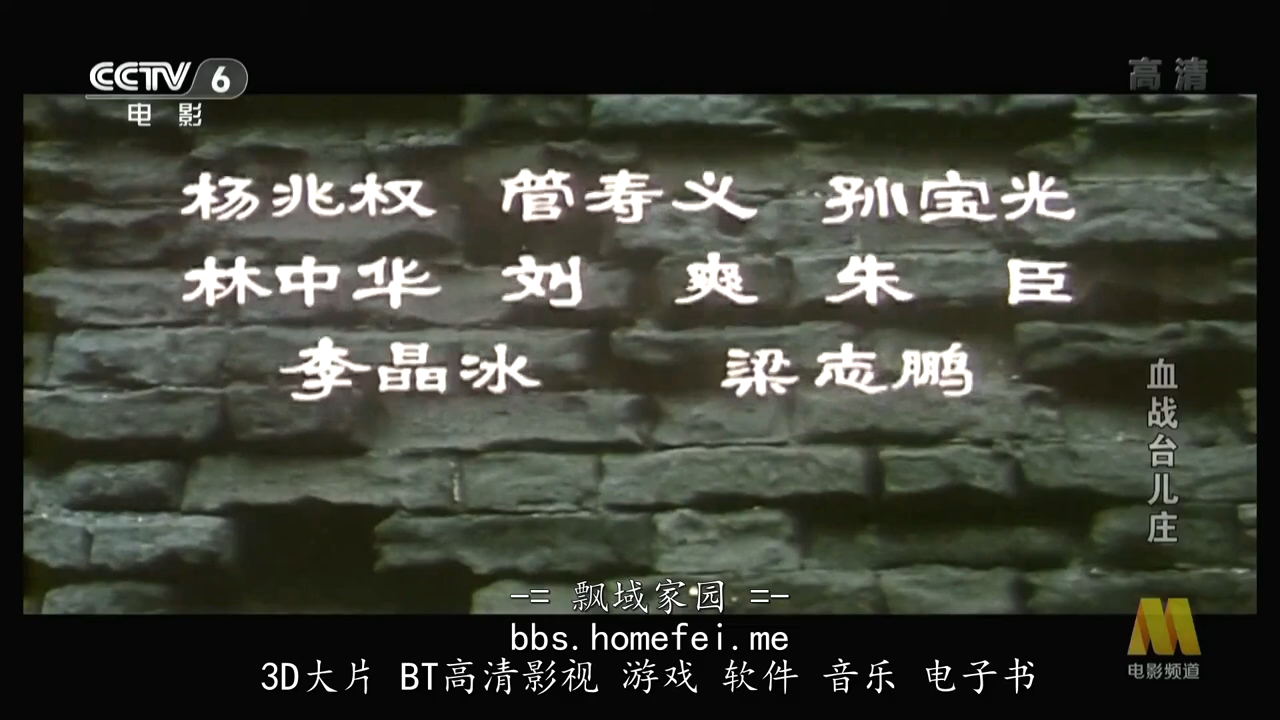 CCTV 6
电影
高清
杨兆权 管寿义 孙宝光
林中华 刘爽 朱臣
李晶冰 梁志鹏
血战台儿庄
-= 飘域家园 =-
bbs.homefei.me
电影频道
3D大片 BT高清影视 游戏 软件 音乐 电子书